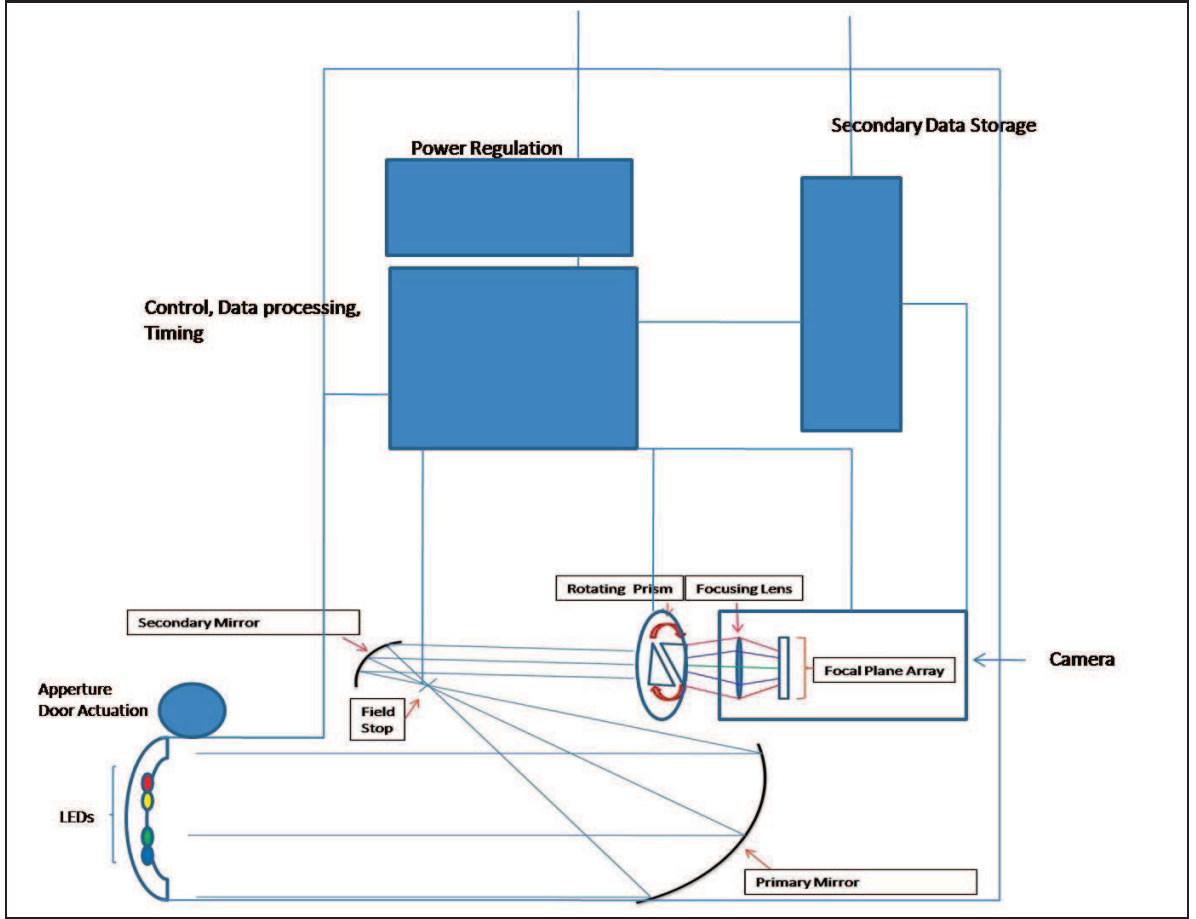 Secondary Data Storage
Power Regulation
Control, Data processing,
Timing
Rotating Prism
Focusing Lens
Secondary Mirror
Focal Plane Array
Camera
Apperture
Door Actuation
Field
Stop
LEDs
Primary Mirror